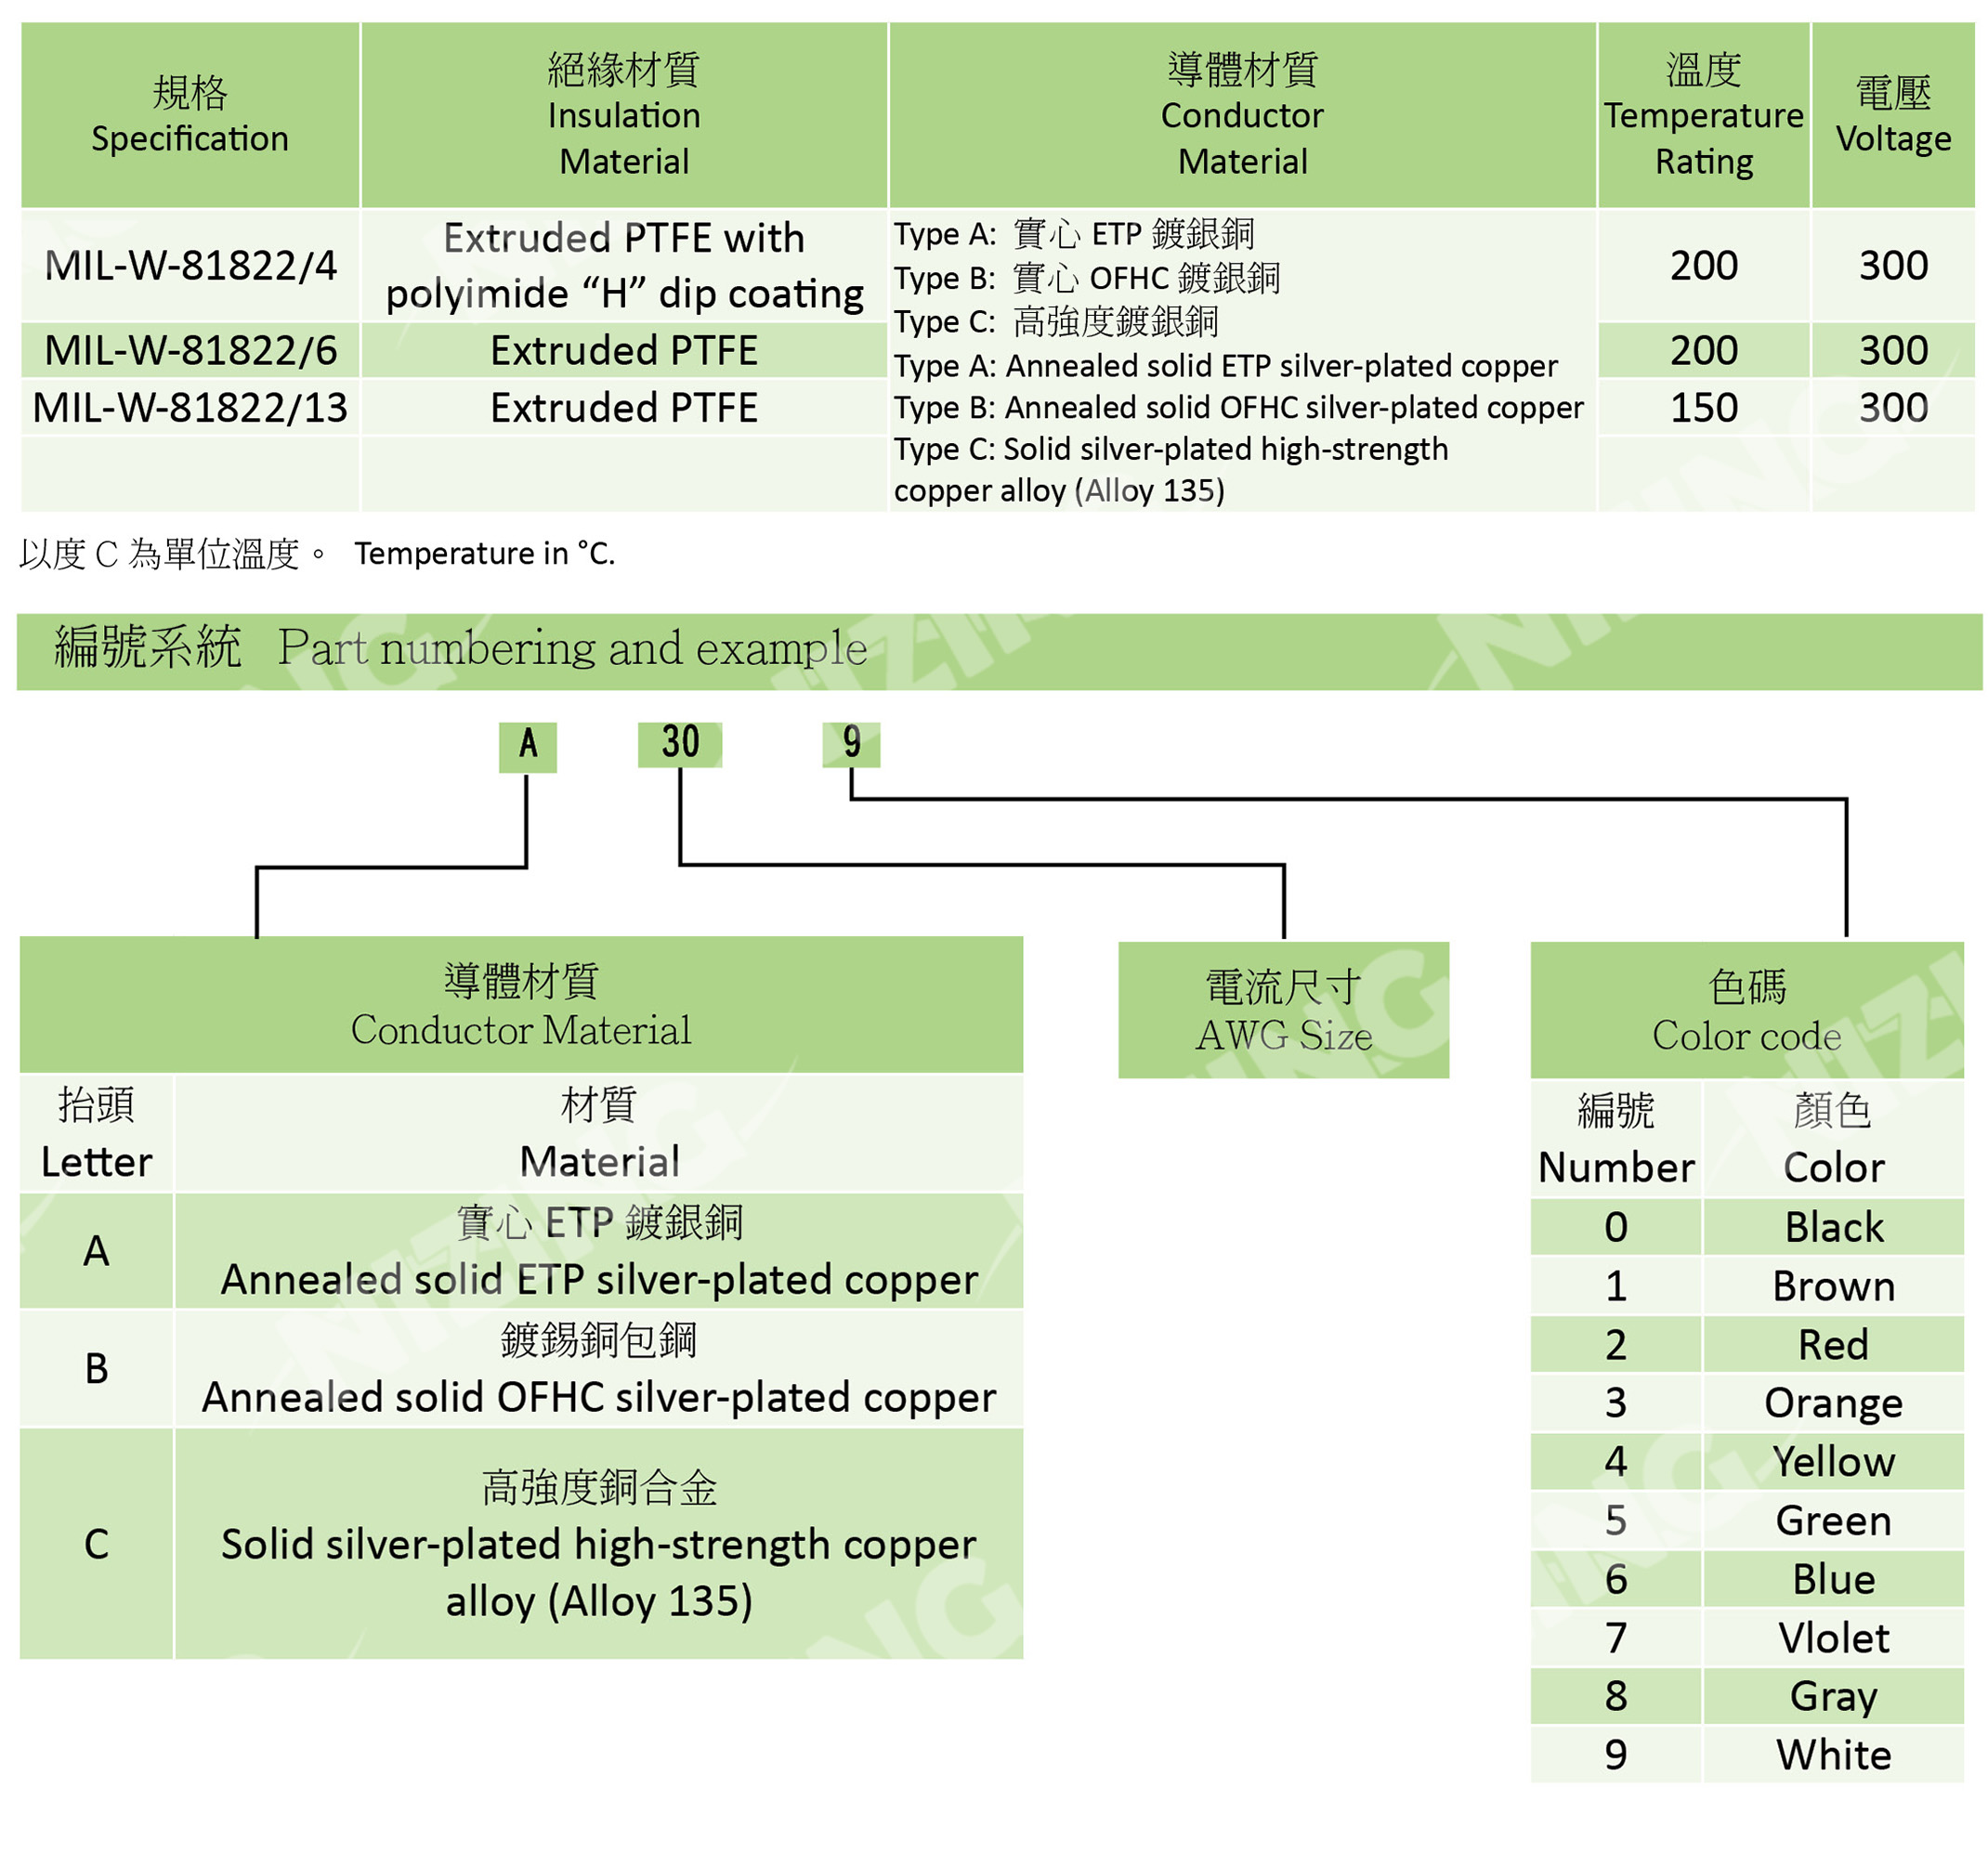 規格
Specification
絕緣材質
Insulation
Material
導體材質
Conductor
Material
溫度
Temperature
Rating
電壓
Voltage
MIL-W-81822/4
Extruded PTFE with
polyimide “H” dip coating
200
300
MIL-W-81822/6
Extruded PTFE
200
300
MIL-W-81822/13
Extruded PTFE
150
300
Type A: 實心 ETP 鍍銀銅
Type B: 實心 OFHC 鍍銀銅
Type C: 高強度鍍銀銅
Type A: Annealed solid ETP silver-plated copper
Type B: Annealed solid OFHC silver-plated copper
Type C: Solid silver-plated high-strength
copper alloy (Alloy 135)
以度 C 為單位溫度。 Temperature in °C.
編號系統 Part numbering and example
A 30 9
導體材質
Conductor Material
抬頭
Letter
材質
Material
A
實心 ETP 鍍銀銅
Annealed solid ETP silver-plated copper
B
鍍錫銅包鋼
Annealed solid OFHC silver-plated copper
C
高強度銅合金
Solid silver-plated high-strength copper
alloy (Alloy 135)
電流尺寸
AWG Size
色碼
Color code
編號
Number
顏色
Color
0 Black
1 Brown
2 Red
3 Orange
4 Yellow
5 Green
6 Blue
7 Vlolet
8 Gray
9 White
NIZING